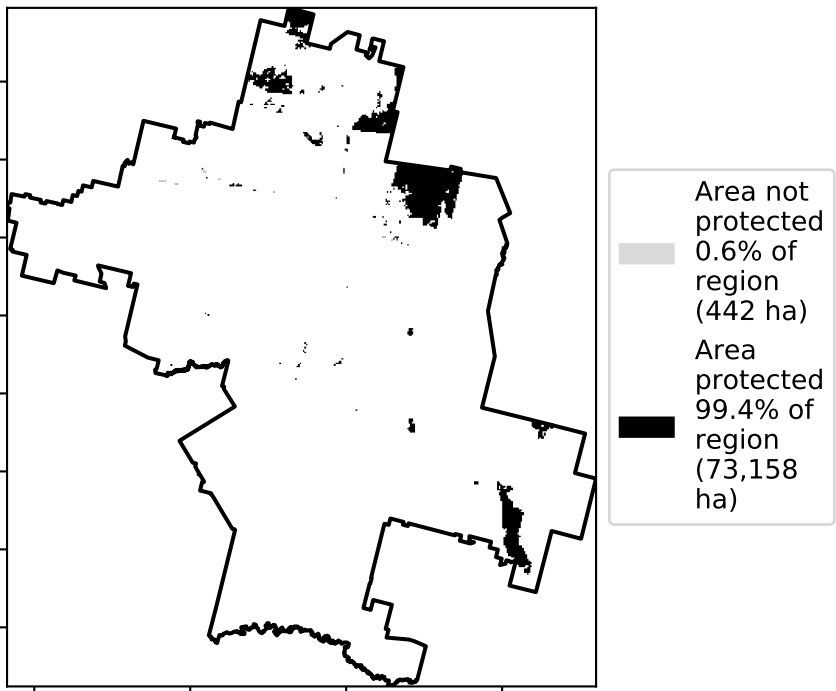 Area not
protected
0.6% of
region
(442 ha)
Area
protected
99.4% of
region
(73,158
ha)